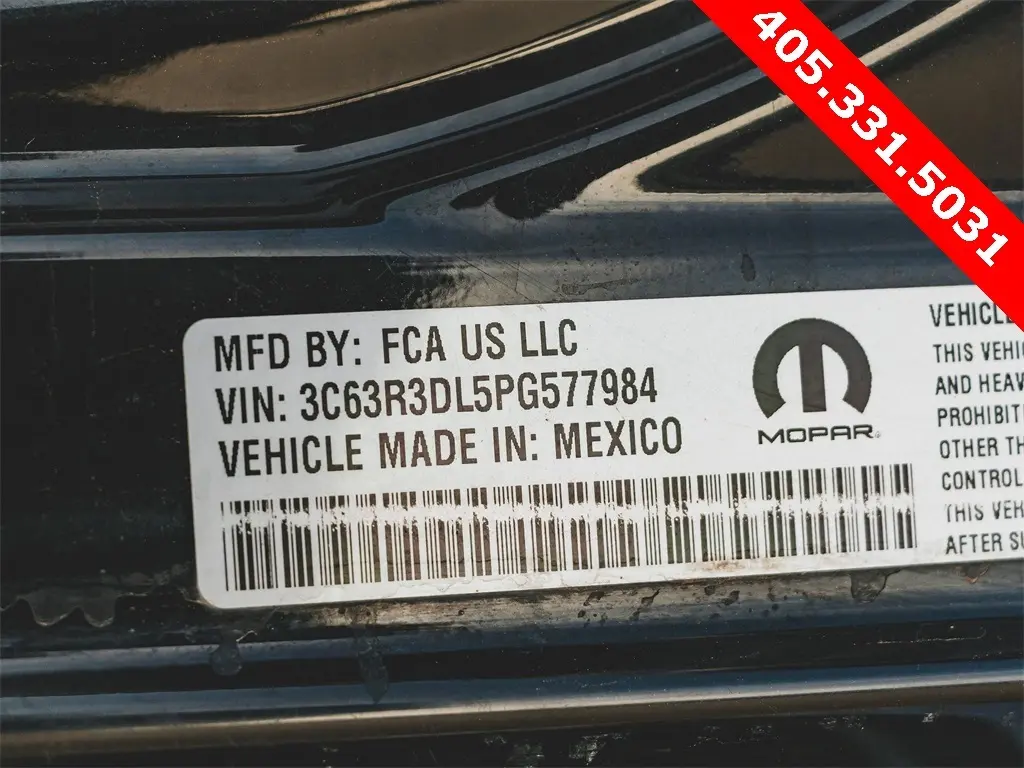 405.331.5031
MFD BY: FCA US LLC
VIN: 3C63R3DL5PG577984
VEHICLE MADE IN: MEXICO
MOPAR
VEHICLE
THIS VEHI
AND HEAV
PROHIBITI
OTHER TH
CONTROL
THIS VEH
AFTER SU